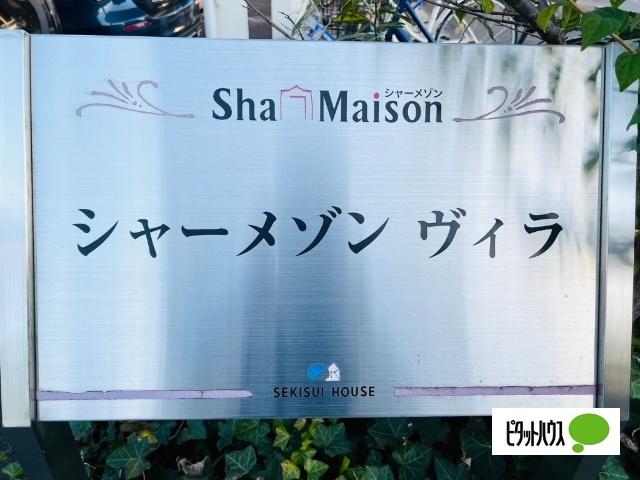 シャーメゾン
Sha Maison
シャーメゾン ヴィラ
SEKISUI HOUSE
ピタットハウス